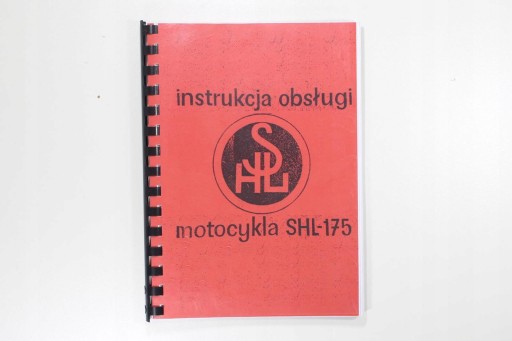 instrukcja obsługi
SHL
motocykla SHL-175